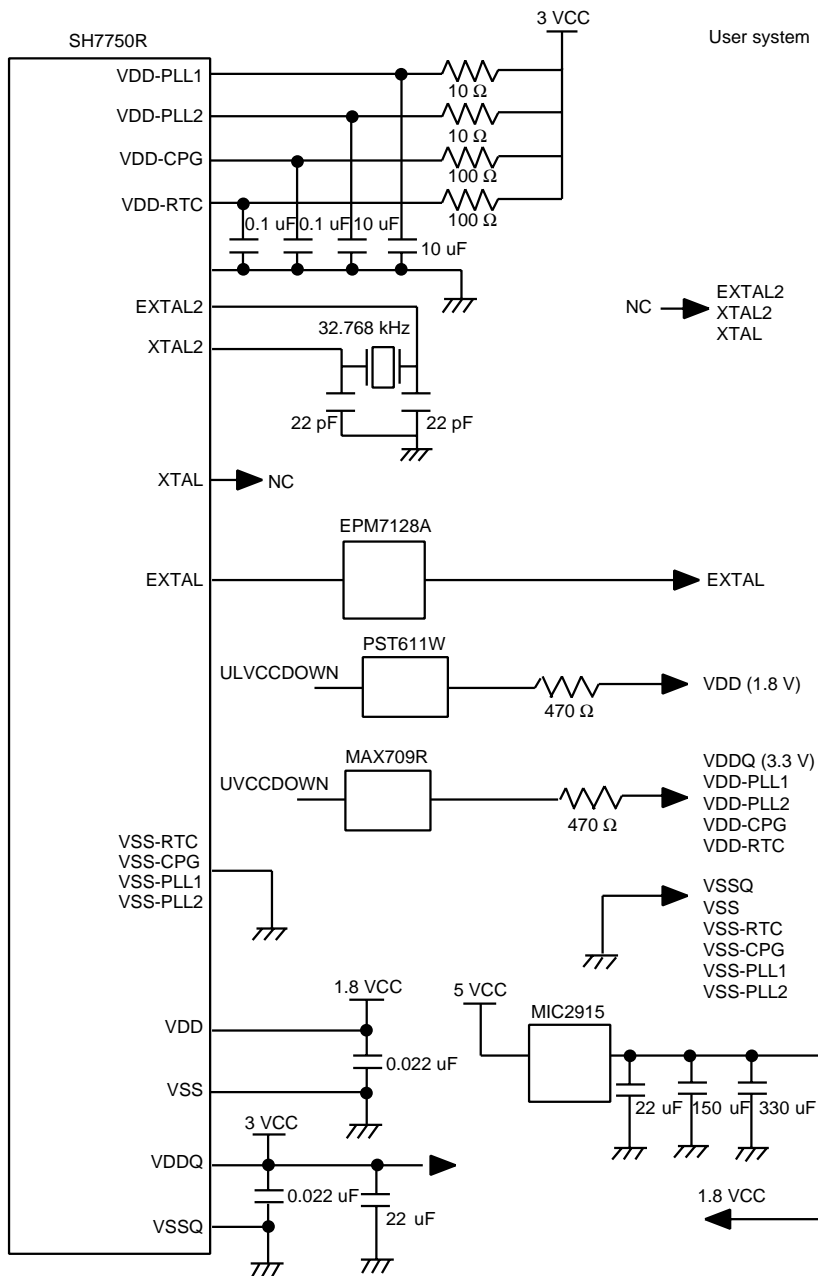 3 VCC
SH7750R
User system
VDD-PLL1
10 Ω
VDD-PLL2
10 Ω
VDD-CPG
100 Ω
VDD-RTC
100 Ω
0.1 uF
0.1 uF
10 uF
10 uF
EXTAL2
NC
EXTAL2
XTAL2
XTAL
32.768 kHz
XTAL2
22 pF
22 pF
XTAL
NC
EPM7128A
EXTAL
EXTAL
PST611W
ULVCCDOWN
VDD (1.8 V)
470 Ω
MAX709R
UVCCDOWN
470 Ω
VDDQ (3.3 V)
VDD-PLL1
VDD-PLL2
VDD-CPG
VDD-RTC
VSS-RTC
VSS-CPG
VSS-PLL1
VSS-PLL2
VSSQ
VSS
VSS-RTC
VSS-CPG
VSS-PLL1
VSS-PLL2
1.8 VCC
5 VCC
MIC2915
VDD
0.022 uF
VSS
22 uF
150 uF
330 uF
3 VCC
VDDQ
0.022 uF
22 uF
VSSQ
1.8 VCC